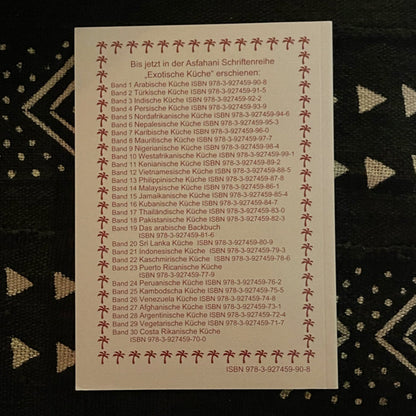 Bis jetzt in der Asfahani Schriftenreihe
„Exotische Küche“ erschienen:
Band 1 Arabische Küche ISBN 978-3-927459-90-8
Band 2 Türkische Küche ISBN 978-3-927459-91-5
Band 3 Indische Küche ISBN 978-3-927459-92-2
Band 4 Persische Küche ISBN 978-3-927459-93-9
Band 5 Nordafrikanische Küche ISBN 978-3-927459-94-6
Band 6 Nepalesische Küche ISBN 978-3-927459-95-3
Band 7 Karibische Küche ISBN 978-3-927459-96-0
Band 8 Mauritische Küche ISBN 978-3-927459-97-7
Band 9 Nigerianische Küche ISBN 978-3-927459-98-4
Band 10 Westafrikanische Küche ISBN 978-3-927459-99-1
Band 11 Kenianische Küche ISBN 978-3-927459-89-2
Band 12 Vietnamesische Küche ISBN 978-3-927459-88-5
Band 13 Philippinische Küche ISBN 978-3-927459-87-8
Band 14 Malaysische Küche ISBN 978-3-927459-86-1
Band 15 Jamaikanische Küche ISBN 978-3-927459-85-4
Band 16 Kubanische Küche ISBN 978-3-927459-84-7
Band 17 Thailändische Küche ISBN 978-3-927459-83-0
Band 18 Pakistanische Küche ISBN 978-3-927459-82-3
Band 19 Das arabische Backbuch
ISBN 978-3-927459-81-6
Band 20 Sri Lanka Küche ISBN 978-3-927459-80-9
Band 21 Indonesische Küche ISBN 978-3-927459-79-3
Band 22 Kaschmirische Küche ISBN 978-3-927459-78-6
Band 23 Puerto Ricanische Küche
ISBN 978-3-927459-77-9
Band 24 Peruanische Küche ISBN 978-3-927459-76-2
Band 25 Kambodscha Küche ISBN 978-3-927459-75-5
Band 26 Venezuela Küche ISBN 978-3-927459-74-8
Band 27 Afghanische Küche ISBN 978-3-927459-73-1
Band 28 Argentinische Küche ISBN 978-3-927459-72-4
Band 29 Vegetarische Küche ISBN 978-3-927459-71-7
Band 30 Costa Rikanische Küche
ISBN 978-3-927459-70-0
ISBN 978-3-927459-90-8